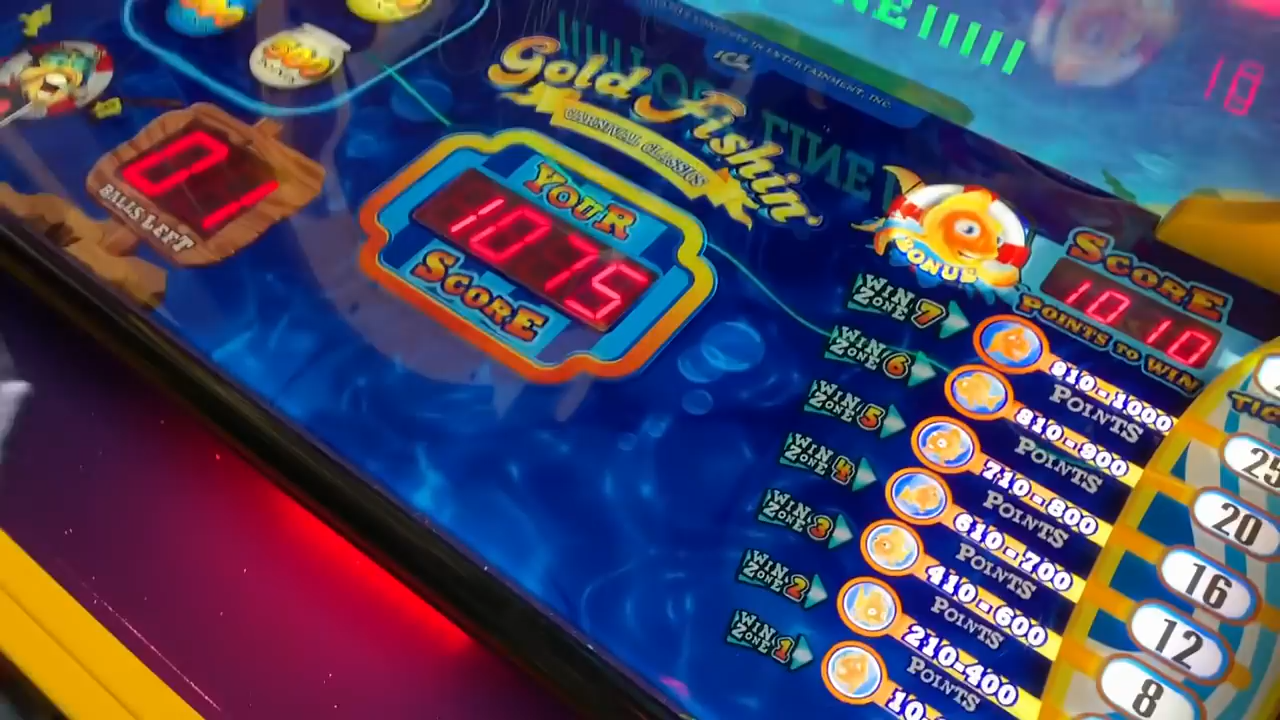 01
BALLS LEFT
YOUR
1075
SCORE
Gold Fishin'
CARNIVAL CLASSICS
ICE
BONUS
SCORE
1010
POINTS TO WIN
WIN ZONE 7
910-1000 POINTS
WIN ZONE 6
810-900 POINTS
25
WIN ZONE 5
710-800 POINTS
20
WIN ZONE 4
610-700 POINTS
16
WIN ZONE 3
410-600 POINTS
12
WIN ZONE 2
210-400 POINTS
8
WIN ZONE 1